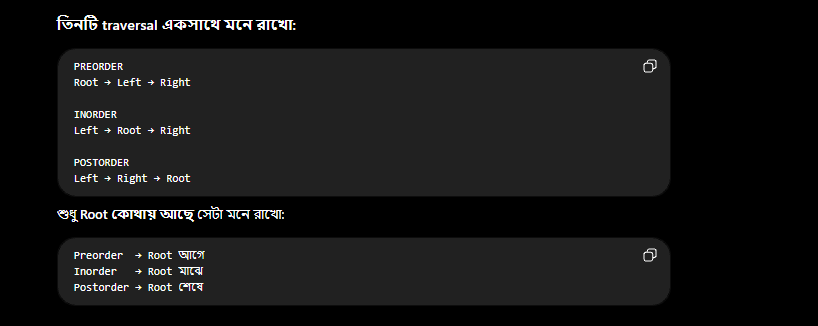 তিনটি traversal একসাথে মনে রাখো:
PREORDER
Root → Left → Right
INORDER
Left → Root → Right
POSTORDER
Left → Right → Root
শুধু Root কোথায় আছে সেটা মনে রাখো:
Preorder → Root আগে
Inorder → Root মাঝে
Postorder → Root শেষে